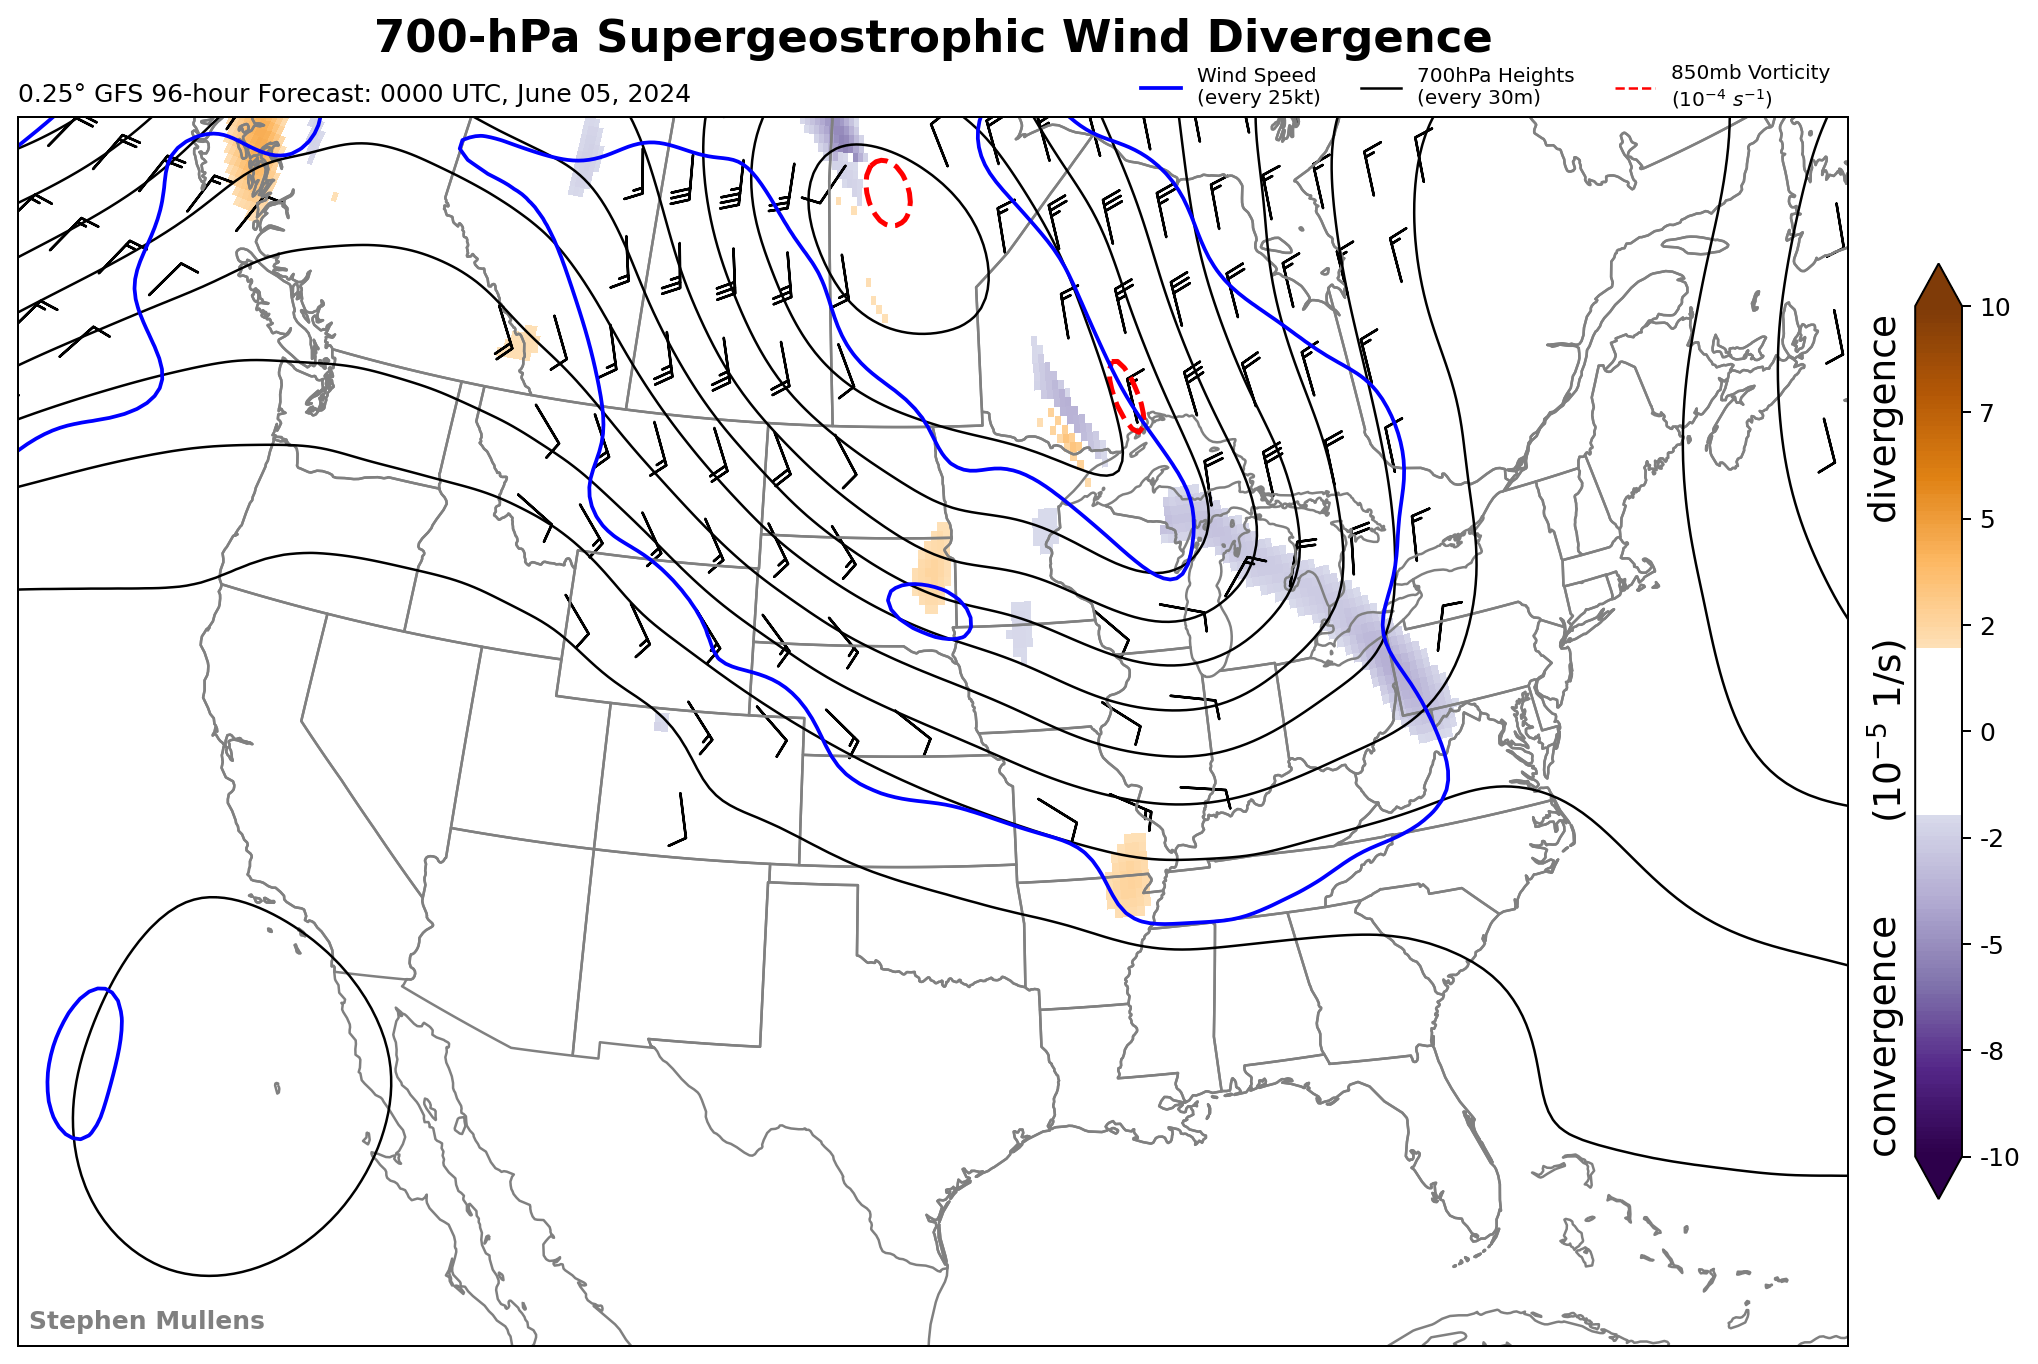 700-hPa Supergeostrophic Wind Divergence
0.25° GFS 96-hour Forecast: 0000 UTC, June 05, 2024
Wind Speed
(every 25kt)
700hPa Heights
(every 30m)
850mb Vorticity
(10⁻⁴ s⁻¹)
10
7
5
2
0
-2
-5
-8
-10
convergence (10⁻⁵ 1/s) divergence
Stephen Mullens